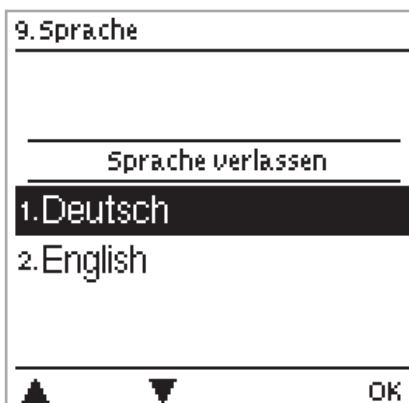 9.Sprache
Sprache verlassen
1.Deutsch
2.English
▲ ▼ OK